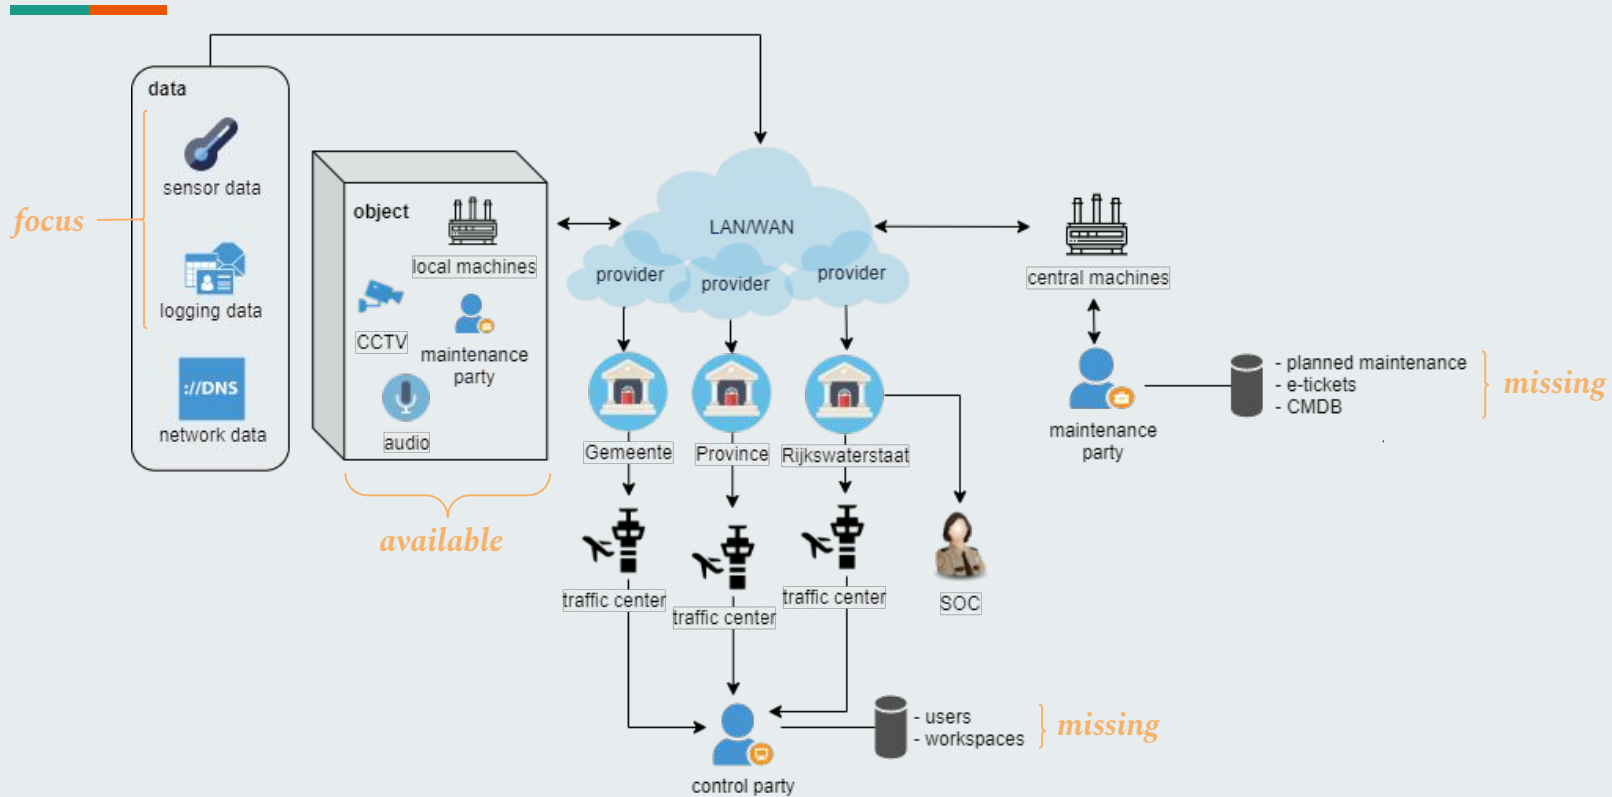 data
sensor data
focus
logging data
://DNS
network data
object
local machines
CCTV
maintenance
party
audio
available
LAN/WAN
provider
provider
provider
Gemeente
Province
Rijkswaterstaat
traffic center
traffic center
traffic center
SOC
control party
- users
- workspaces
missing
central machines
maintenance
party
- planned maintenance
- e-tickets
- CMDB
missing